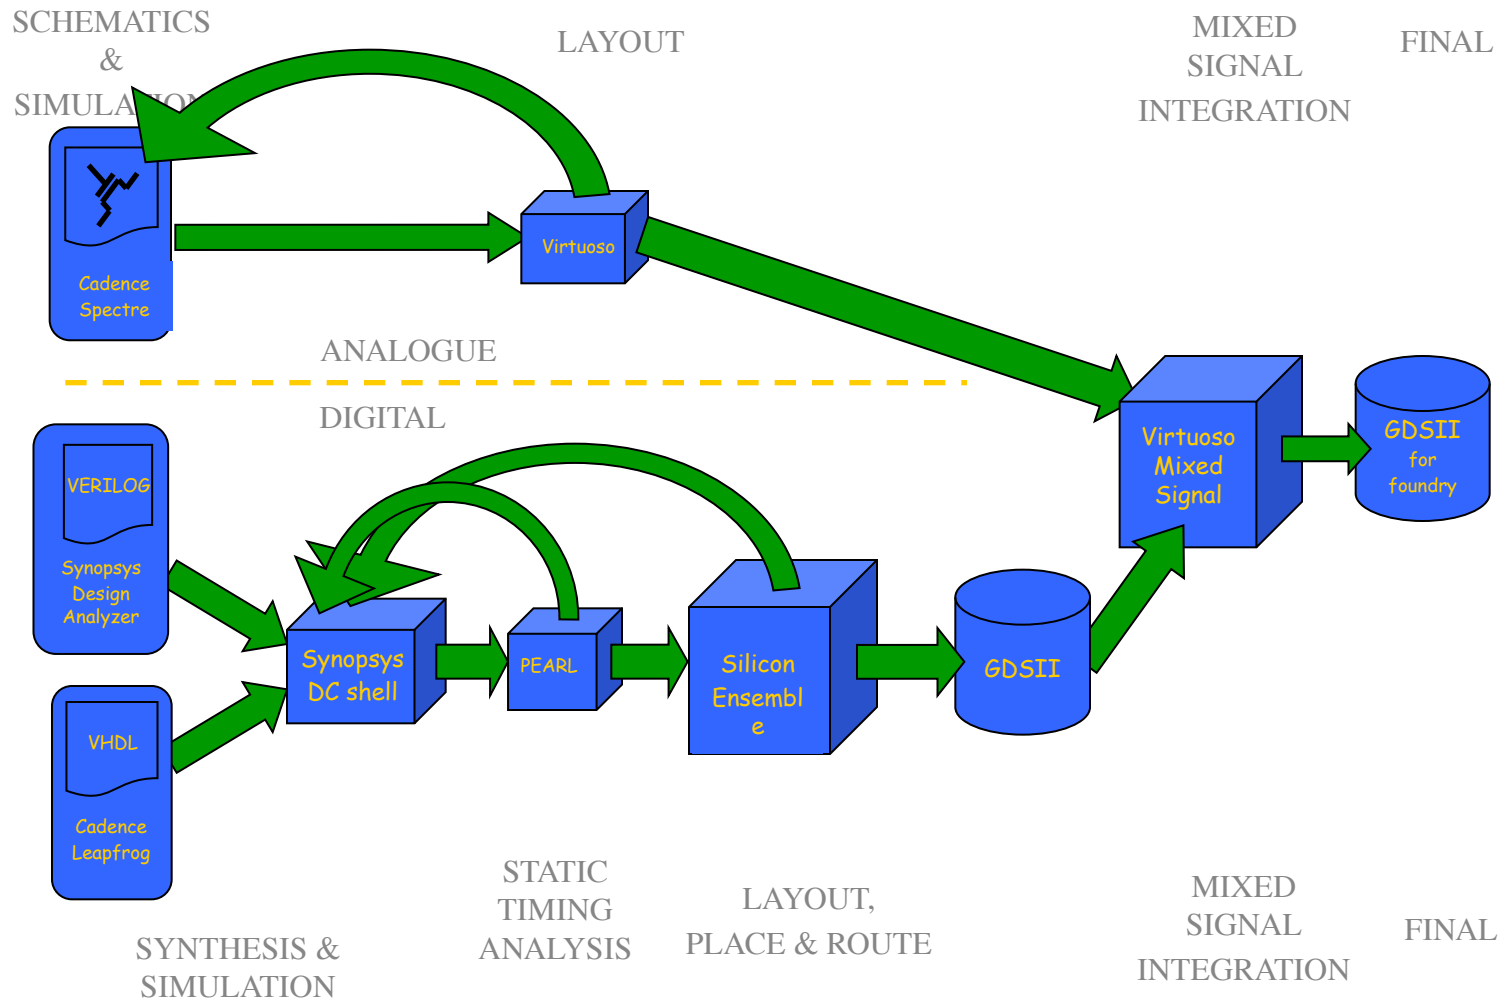 SCHEMATICS
&
SIMULATION
LAYOUT
MIXED
SIGNAL
INTEGRATION
FINAL
Virtuoso
Cadence
Spectre
ANALOGUE
DIGITAL
VERILOG
Synopsys
Design
Analyzer
Virtuoso
Mixed
Signal
GDSII
for
foundry
Synopsys
DC shell
PEARL
Silicon
Ensembl
e
GDSII
VHDL
Cadence
Leapfrog
SYNTHESIS &
SIMULATION
STATIC
TIMING
ANALYSIS
LAYOUT,
PLACE & ROUTE
MIXED
SIGNAL
INTEGRATION
FINAL